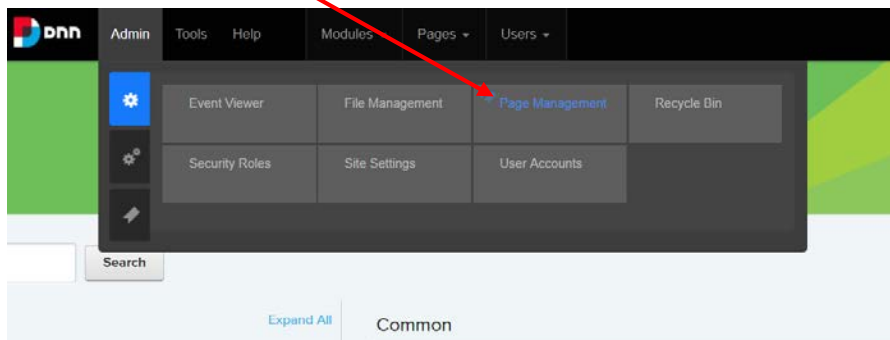 DNN Admin Tools Help Modules Pages Users
Event Viewer File Management Page Management Recycle Bin
Security Roles Site Settings User Accounts
Search
Expand All
Common